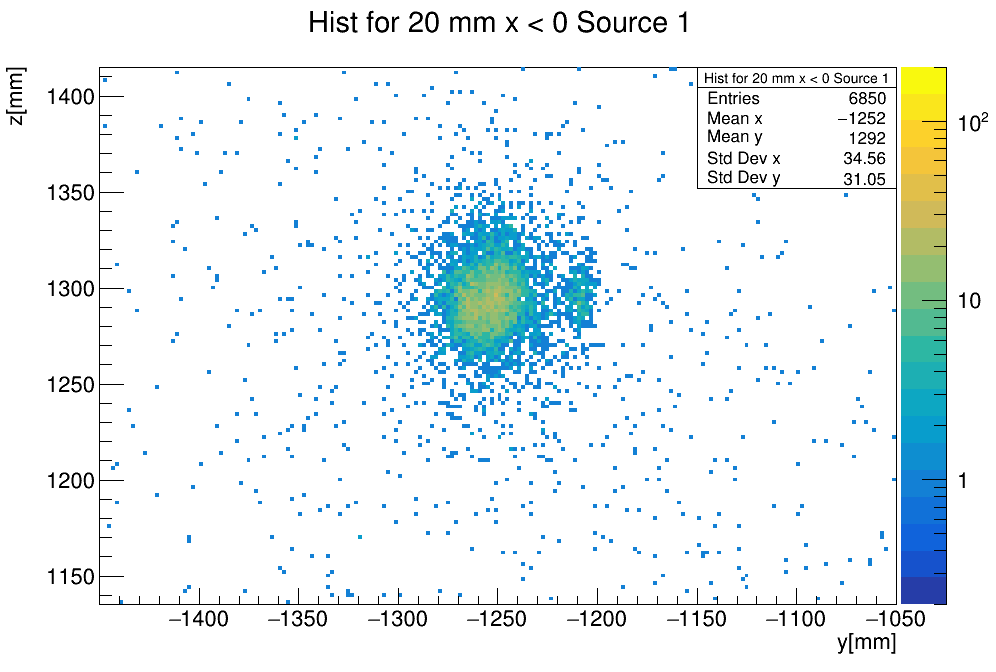 Hist for 20 mm x < 0 Source 1
z[mm]
Hist for 20 mm x < 0 Source 1
Entries 6850
Mean x −1252
Mean y 1292
Std Dev x 34.56
Std Dev y 31.05
1400
1350
1300
1250
1200
1150
10²
10
1
−1400 −1350 −1300 −1250 −1200 −1150 −1100 −1050
y[mm]